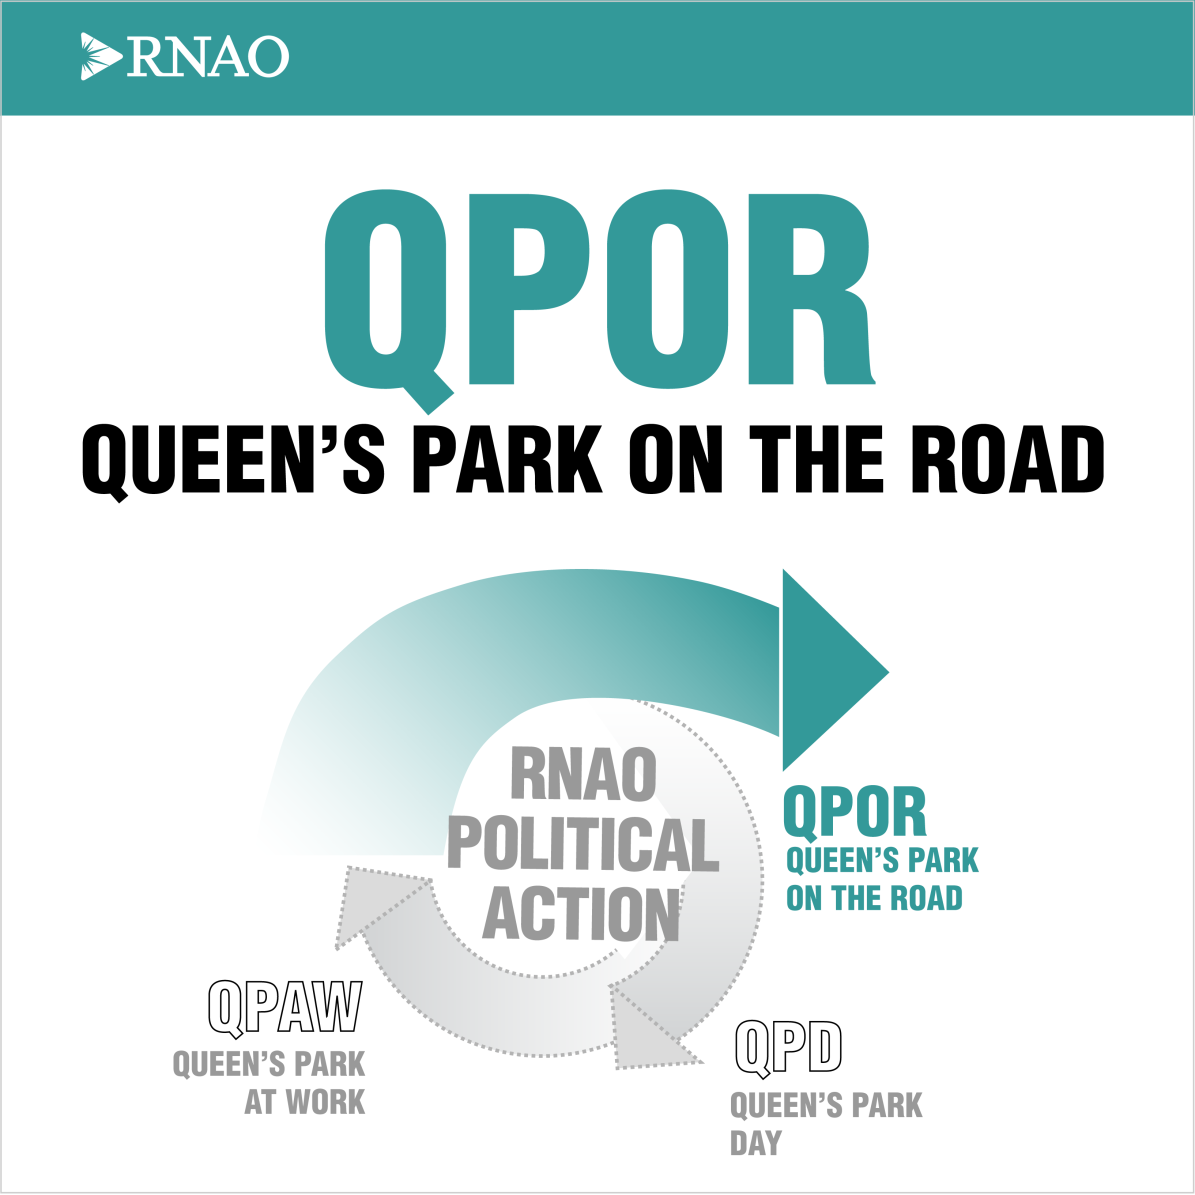 RNAO
QPOR
QUEEN’S PARK ON THE ROAD
RNAO
POLITICAL
ACTION
QPOR
QUEEN’S PARK
ON THE ROAD
QPAW
QUEEN’S PARK
AT WORK
QPD
QUEEN’S PARK
DAY